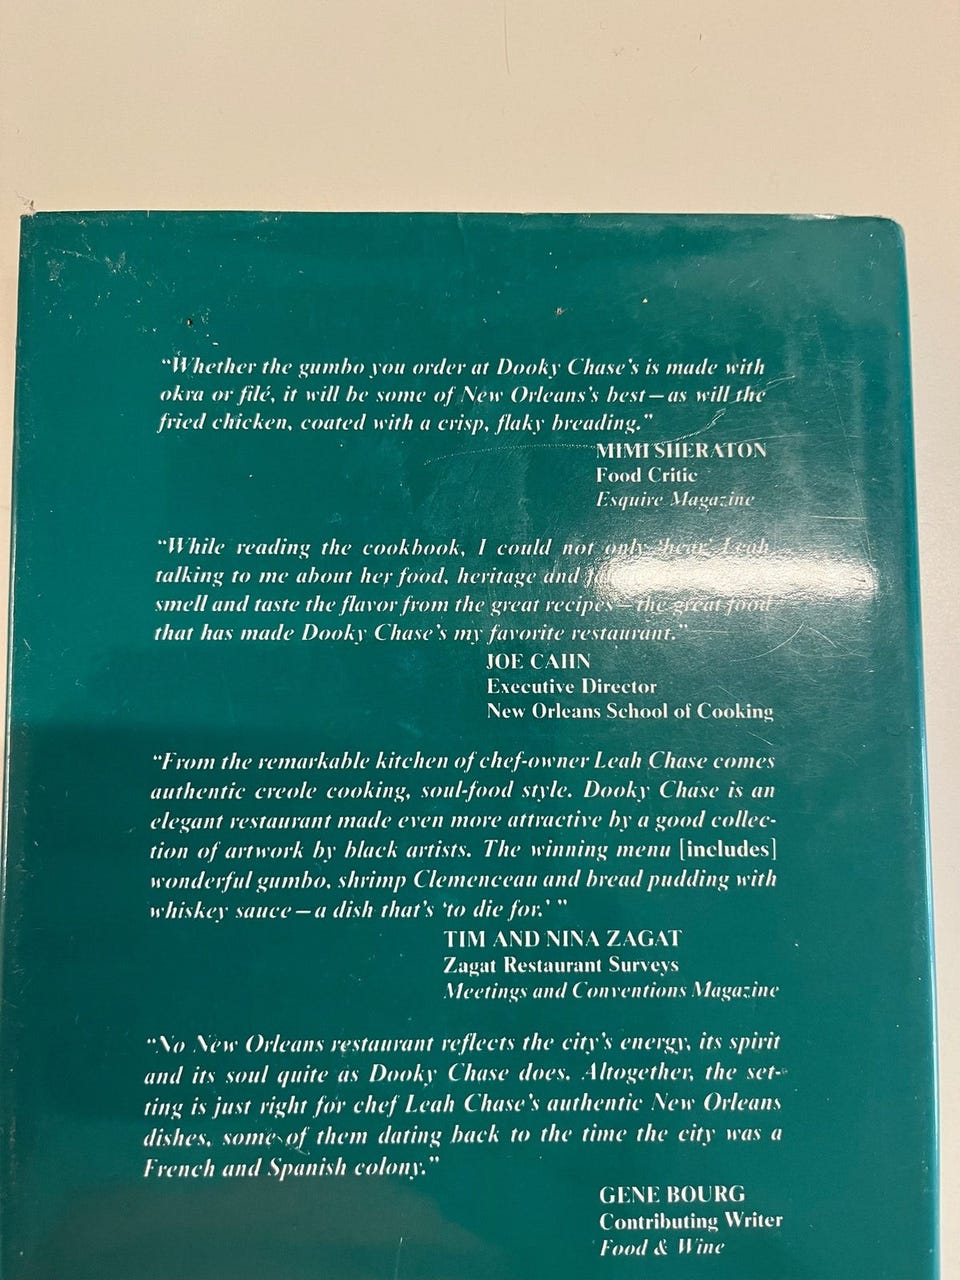 “Whether the gumbo you order at Dooky Chase's is made with
okra or filé, it will be some of New Orleans's best—as will the
fried chicken, coated with a crisp, flaky breading.”
MIMI SHERATON
Food Critic
Esquire Magazine
“While reading the cookbook, I could not only 'hear' Leah
talking to me about her food, heritage and
smell and taste the flavor from the great recipes—the great food
that has made Dooky Chase's my favorite restaurant.”
JOE CAHN
Executive Director
New Orleans School of Cooking
“From the remarkable kitchen of chef-owner Leah Chase comes
authentic creole cooking, soul-food style. Dooky Chase is an
elegant restaurant made even more attractive by a good collec-
tion of artwork by black artists. The winning menu [includes]
wonderful gumbo, shrimp Clemenceau and bread pudding with
whiskey sauce—a dish that's 'to die for.' ”
TIM AND NINA ZAGAT
Zagat Restaurant Surveys
Meetings and Conventions Magazine
“No New Orleans restaurant reflects the city's energy, its spirit
and its soul quite as Dooky Chase does. Altogether, the set-
ting is just right for chef Leah Chase's authentic New Orleans
dishes, some of them dating back to the time the city was a
French and Spanish colony.”
GENE BOURG
Contributing Writer
Food & Wine